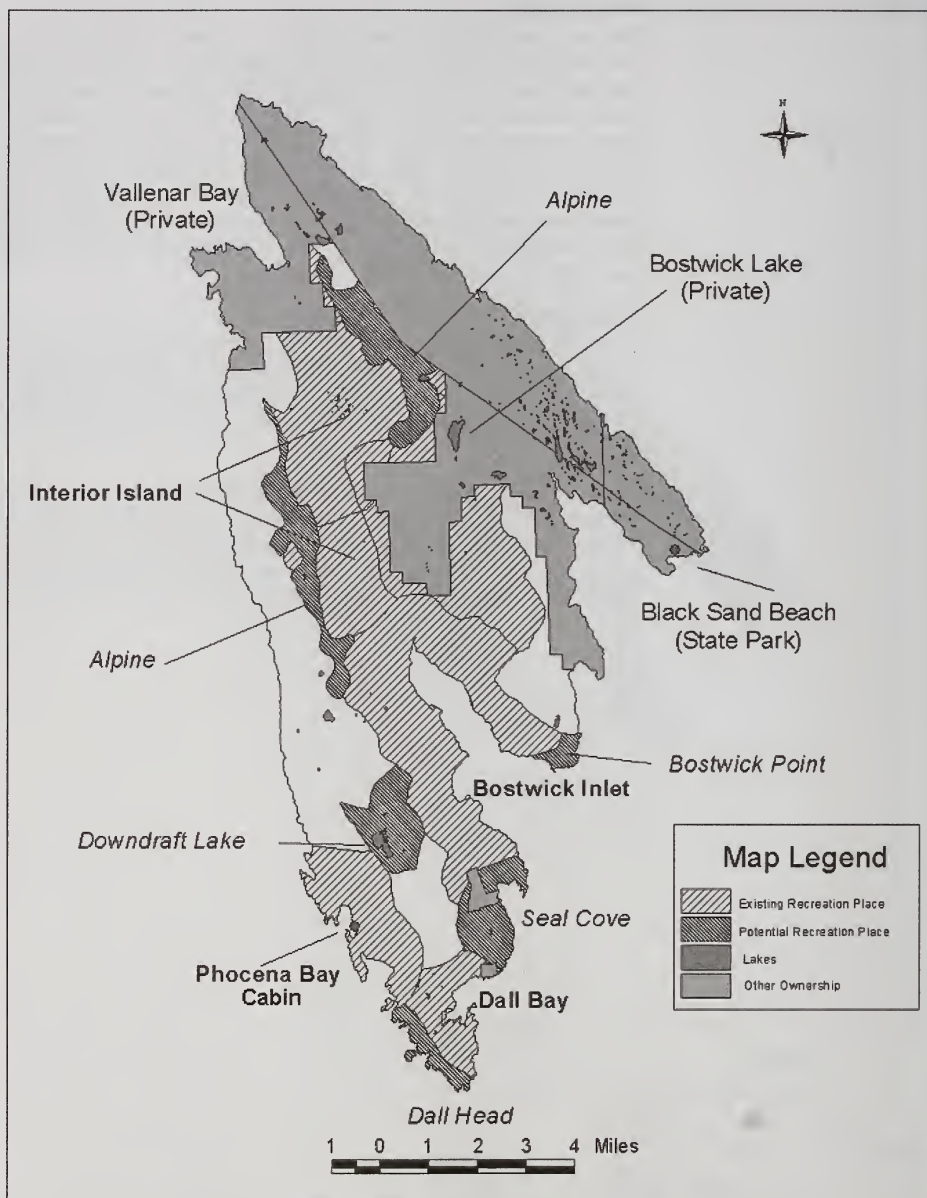 N
Vallenar Bay
(Private)
Alpine
Bostwick Lake
(Private)
Interior Island
Black Sand Beach
(State Park)
Alpine
Bostwick Point
Bostwick Inlet
Downdraft Lake
Map Legend
Existing Recreation Place
Potential Recreation Place
Lakes
Other Ownership
Seal Cove
Phocena Bay
Cabin
Dall Bay
Dall Head
1 0 1 2 3 4 Miles